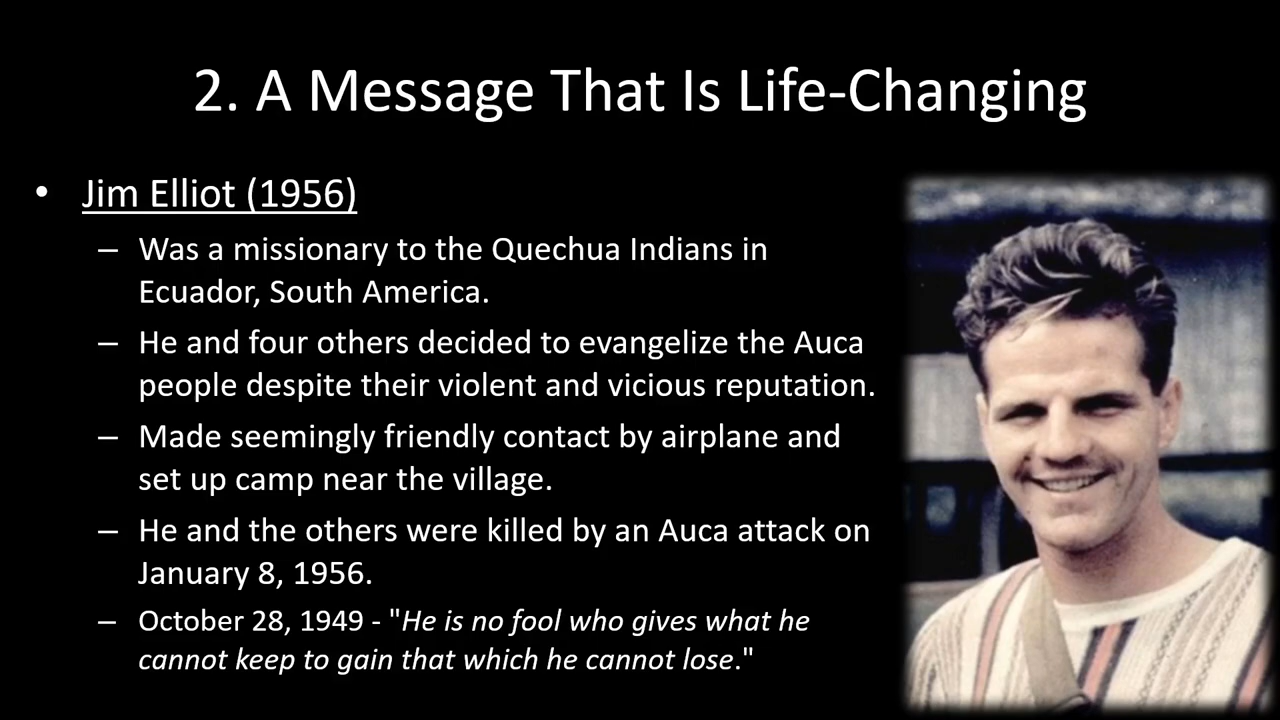 2. A Message That Is Life-Changing
• Jim Elliot (1956)
– Was a missionary to the Quechua Indians in
Ecuador, South America.
– He and four others decided to evangelize the Auca
people despite their violent and vicious reputation.
– Made seemingly friendly contact by airplane and
set up camp near the village.
– He and the others were killed by an Auca attack on
January 8, 1956.
– October 28, 1949 - "He is no fool who gives what he
cannot keep to gain that which he cannot lose."